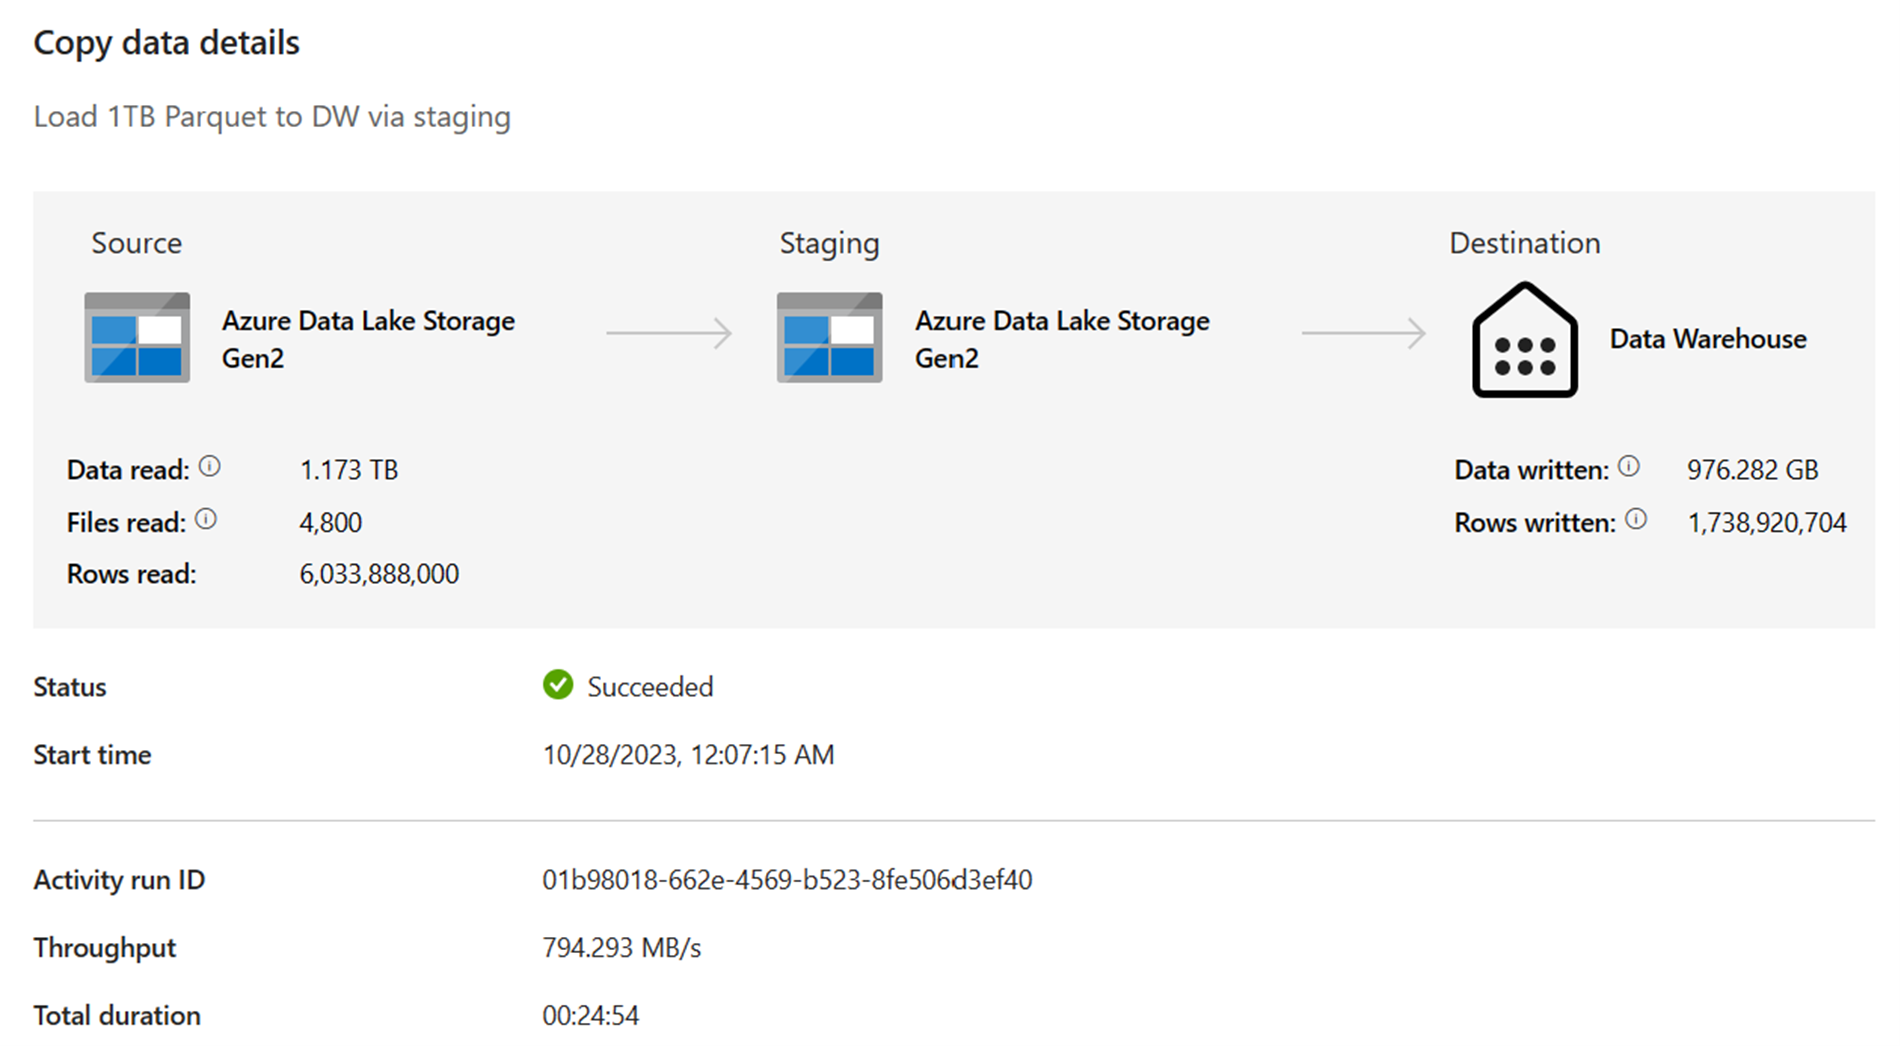 Copy data details
Load 1TB Parquet to DW via staging
Source
Azure Data Lake Storage
Gen2
Staging
Azure Data Lake Storage
Gen2
Destination
Data Warehouse
Data read: 1.173 TB
Files read: 4,800
Rows read: 6,033,888,000
Data written: 976.282 GB
Rows written: 1,738,920,704
Status Succeeded
Start time 10/28/2023, 12:07:15 AM
Activity run ID 01b98018-662e-4569-b523-8fe506d3ef40
Throughput 794.293 MB/s
Total duration 00:24:54